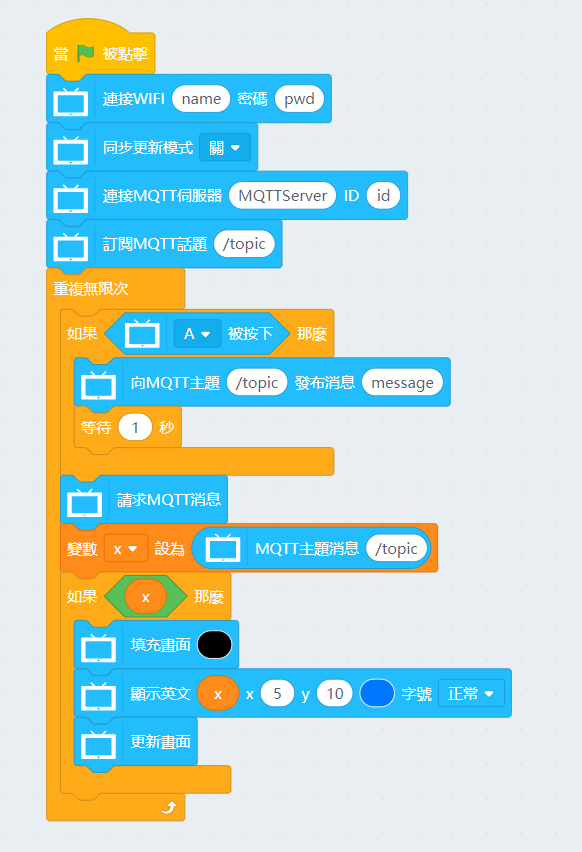 當 被點擊
連接WIFI name 密碼 pwd
同步更新模式 關
連接MQTT伺服器 MQTTServer ID id
訂閱MQTT話題 /topic
重複無限次
如果 A 被按下 那麼
向MQTT主題 /topic 發布消息 message
等待 1 秒
請求MQTT消息
變數 x 設為 MQTT主題消息 /topic
如果 x 那麼
填充畫面
顯示英文 x x 5 y 10 字號 正常
更新畫面